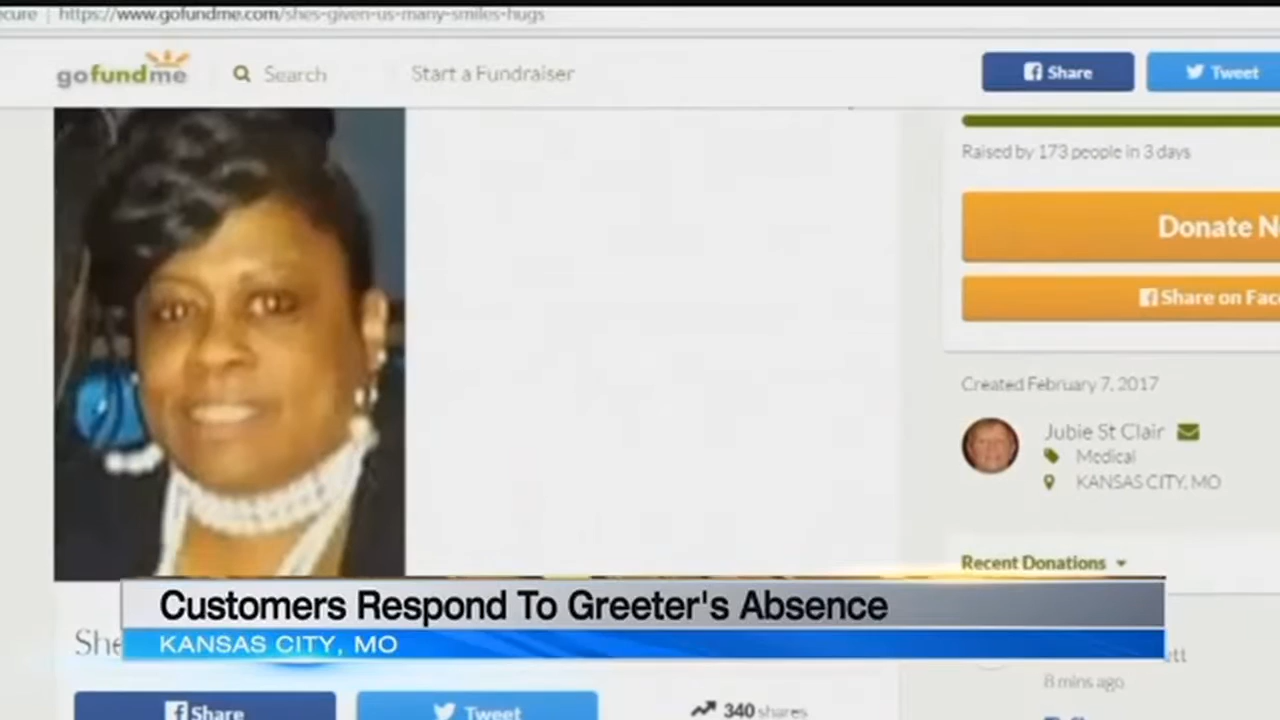 ecure | https://www.gofundme.com/shes-given-us-many-smiles-hugs
gofundme Search Start a Fundraiser Share Tweet
Raised by 173 people in 3 days
Donate N
Share on Fac
Created February 7, 2017
Jubie St Clair
Medical
KANSAS CITY, MO
Recent Donations
Customers Respond To Greeter's Absence
She
KANSAS CITY, MO
8 mins ago
Share Tweet 340 shares